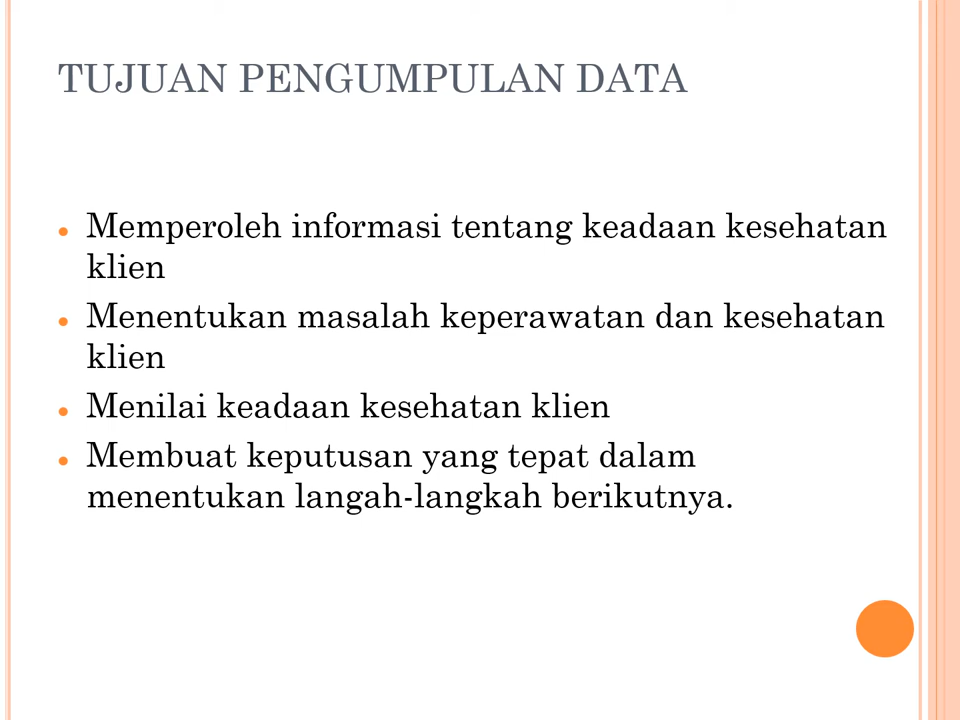 TUJUAN PENGUMPULAN DATA
Memperoleh informasi tentang keadaan kesehatan
klien
Menentukan masalah keperawatan dan kesehatan
klien
Menilai keadaan kesehatan klien
Membuat keputusan yang tepat dalam
menentukan langah-langkah berikutnya.